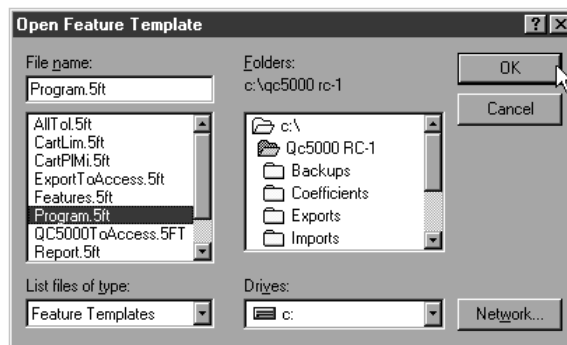 Open Feature Template
File name:
Program.5ft
AllTol.5ft
CartLim.5ft
CartPlMi.5ft
ExportToAccess.5ft
Features.5ft
Program.5ft
QC5000ToAccess.5FT
Report.5ft
List files of type:
Feature Templates
Folders:
c:\qc5000 rc-1
c:\
Qc5000 RC-1
Backups
Coefficients
Exports
Imports
Drives:
c:
OK
Cancel
Network...